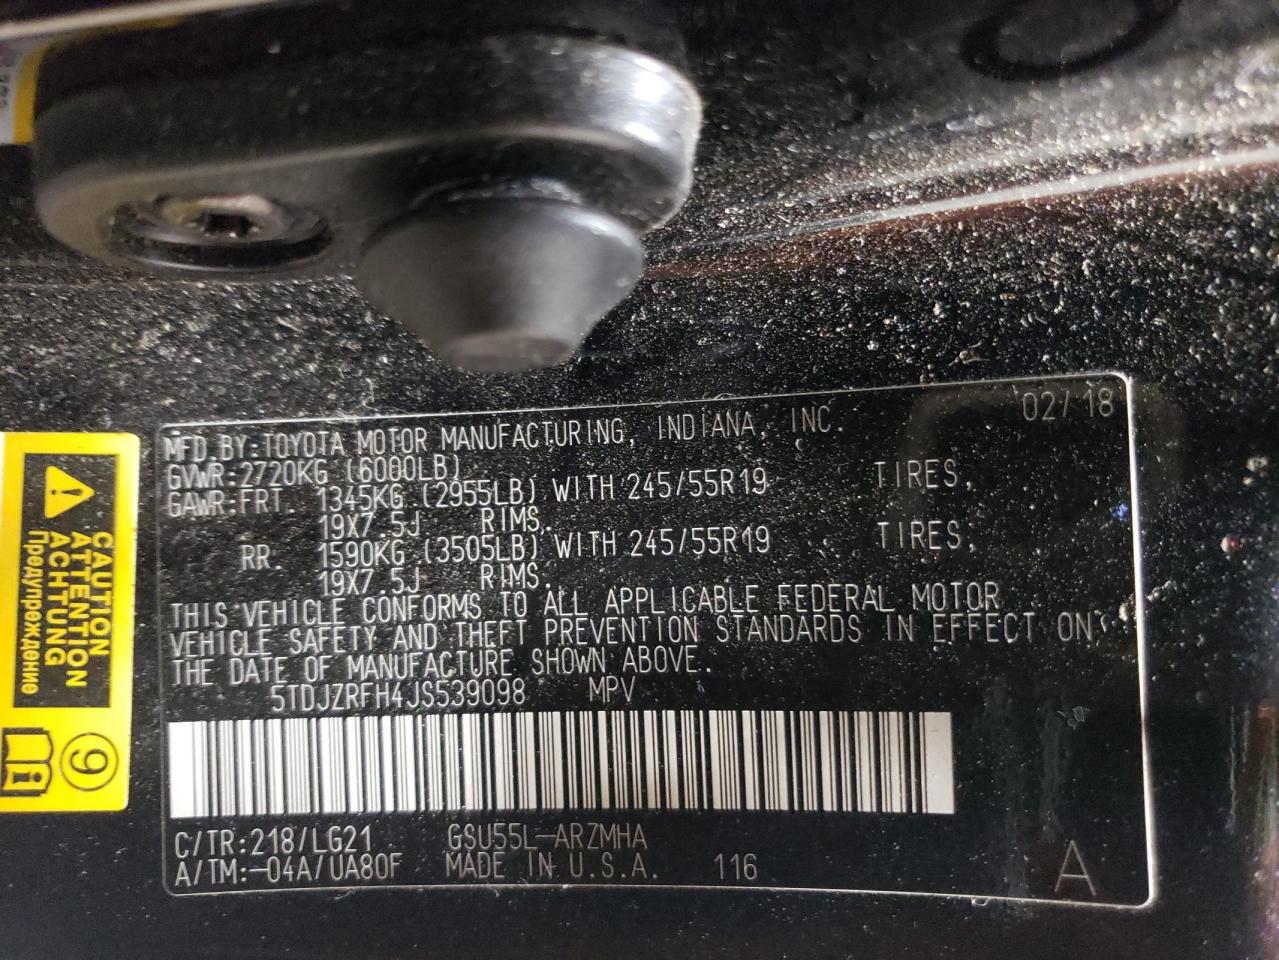 MFD.BY:TOYOTA MOTOR MANUFACTURING, INDIANA, INC. 02/18
GVWR:2720KG (6000LB)
GAWR:FRT. 1345KG (2955LB) WITH 245/55R19 TIRES,
19X7.5J RIMS.
RR. 1590KG (3505LB) WITH 245/55R19 TIRES,
19X7.5J RIMS.
THIS VEHICLE CONFORMS TO ALL APPLICABLE FEDERAL MOTOR
VEHICLE SAFETY AND THEFT PREVENTION STANDARDS IN EFFECT ON
THE DATE OF MANUFACTURE SHOWN ABOVE.
5TDJZRFH4JS539098 MPV
C/TR:218/LG21 GSU55L-ARZMHA
A/TM:-04A/UA80F MADE IN U.S.A. 116 A
CAUTION
ATTENTION
ACHTUNG
Предупреждение
9